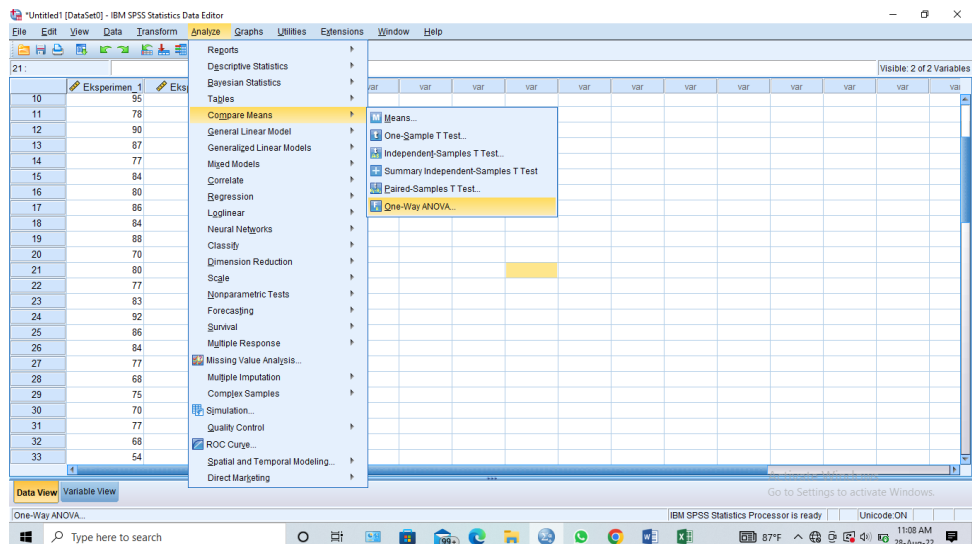 *Untitled1 [DataSet0] - IBM SPSS Statistics Data Editor
File Edit View Data Transform Analyze Graphs Utilities Extensions Window Help
21 :
Visible: 2 of 2 Variables
Eksperimen_1 Eks
var var var var var var var var var var var
10 95
11 78
12 90
13 87
14 77
15 84
16 80
17 86
18 84
19 88
20 70
21 80
22 77
23 83
24 92
25 86
26 84
27 77
28 68
29 75
30 70
31 77
32 68
33 54
Reports
Descriptive Statistics
Bayesian Statistics
Tables
Compare Means
General Linear Model
Generalized Linear Models
Mixed Models
Correlate
Regression
Loglinear
Neural Networks
Classify
Dimension Reduction
Scale
Nonparametric Tests
Forecasting
Survival
Multiple Response
Missing Value Analysis...
Multiple Imputation
Complex Samples
Simulation...
Quality Control
ROC Curve...
Spatial and Temporal Modeling...
Direct Marketing
Means...
One-Sample T Test...
Independent-Samples T Test...
Summary Independent-Samples T Test
Paired-Samples T Test...
One-Way ANOVA...
Data View Variable View
Go to Settings to activate Windows.
One-Way ANOVA...
IBM SPSS Statistics Processor is ready
Unicode:ON
Type here to search
99+
87°F
11:08 AM
28-Aug-22